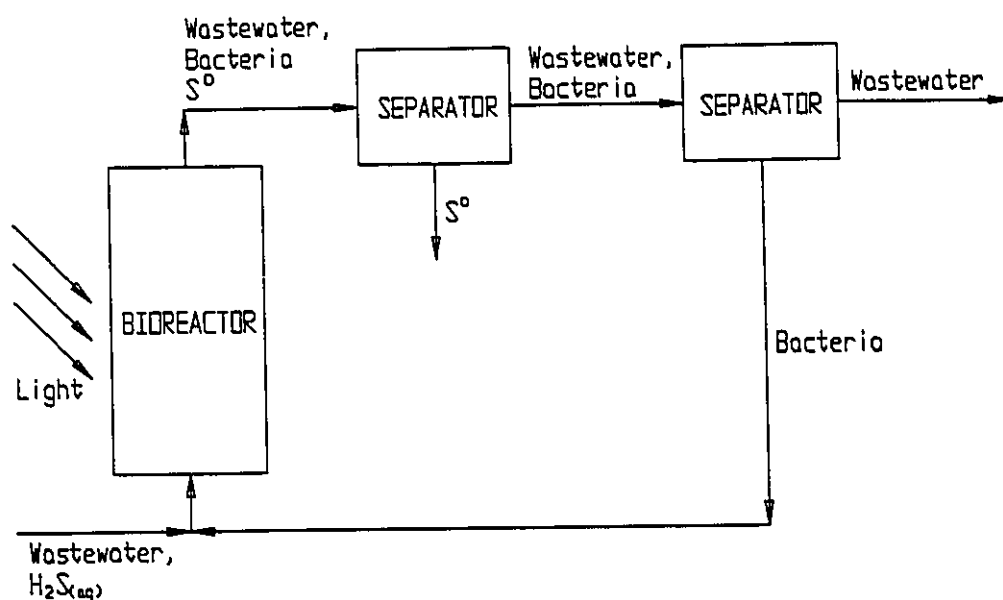 Wastewater,
Bacteria
S°
SEPARATOR
Wastewater,
Bacteria
SEPARATOR
Wastewater
S°
BIOREACTOR
Light
Bacteria
Wastewater,
H₂S(aq)